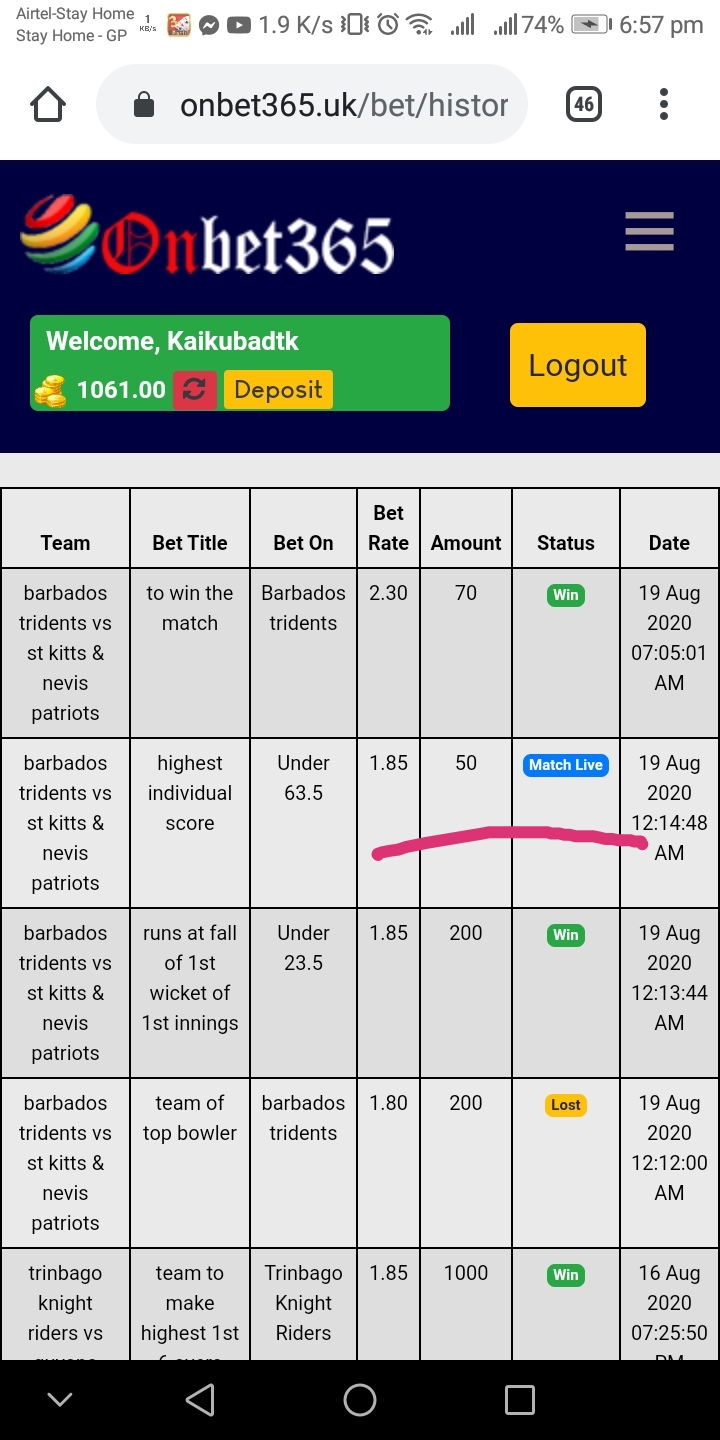 Airtel-Stay Home
Stay Home - GP
1
KB/s
1.9 K/s
74%
6:57 pm
onbet365.uk/bet/histor
46
Onbet365
Welcome, Kaikubadtk
1061.00
Deposit
Logout
Team
Bet Title
Bet On
Bet
Rate
Amount
Status
Date
barbados
tridents vs
st kitts &
nevis
patriots
to win the
match
Barbados
tridents
2.30
70
Win
19 Aug
2020
07:05:01
AM
barbados
tridents vs
st kitts &
nevis
patriots
highest
individual
score
Under
63.5
1.85
50
Match Live
19 Aug
2020
12:14:48
AM
barbados
tridents vs
st kitts &
nevis
patriots
runs at fall
of 1st
wicket of
1st innings
Under
23.5
1.85
200
Win
19 Aug
2020
12:13:44
AM
barbados
tridents vs
st kitts &
nevis
patriots
team of
top bowler
barbados
tridents
1.80
200
Lost
19 Aug
2020
12:12:00
AM
trinbago
knight
riders vs
team to
make
highest 1st
Trinbago
Knight
Riders
1.85
1000
Win
16 Aug
2020
07:25:50